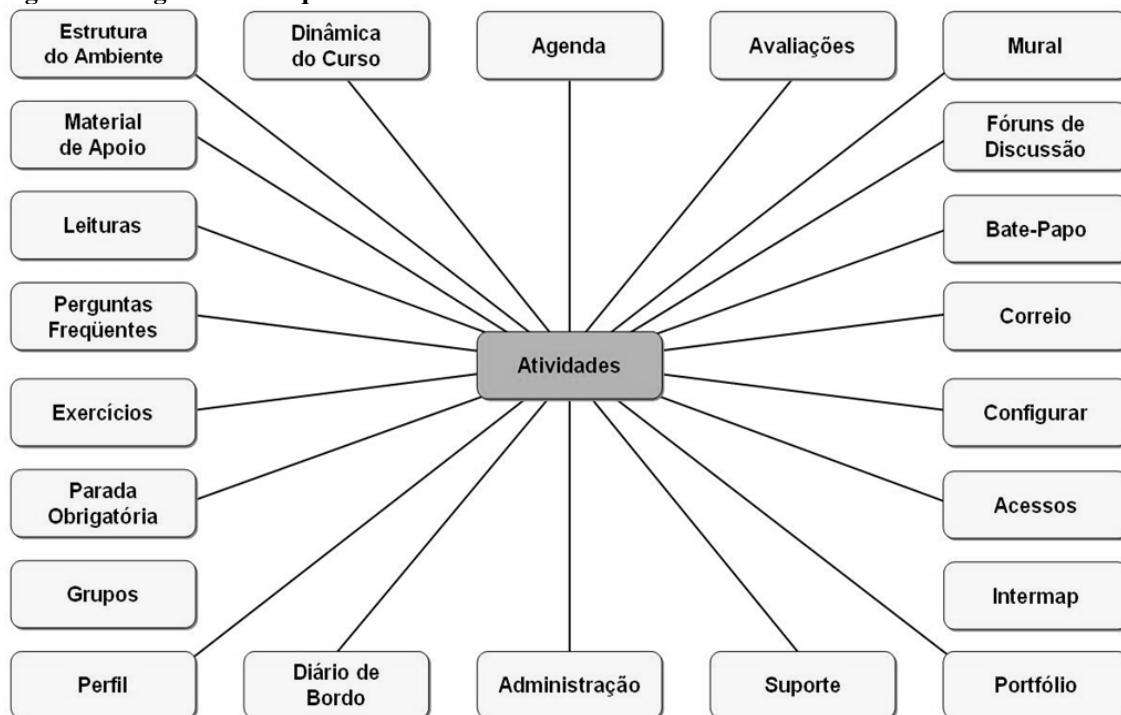 Estrutura
do Ambiente
Dinâmica
do Curso
Agenda
Avaliações
Mural
Material
de Apoio
Fóruns de
Discussão
Leituras
Bate-Papo
Perguntas
Freqüentes
Correio
Atividades
Exercícios
Configurar
Parada
Obrigatória
Acessos
Grupos
Intermap
Perfil
Diário de
Bordo
Administração
Suporte
Portfólio